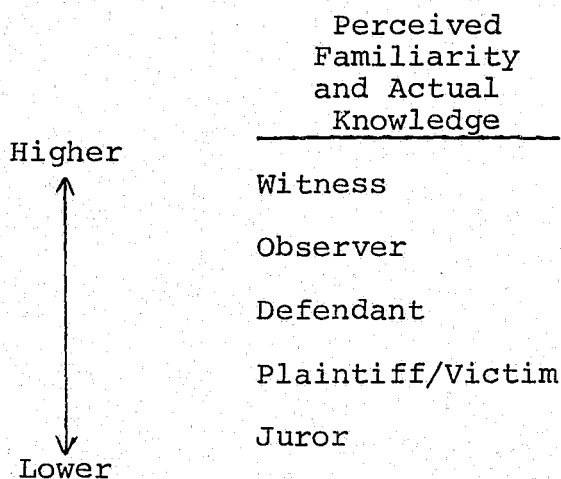 Perceived
Familiarity
and Actual
Knowledge
Higher
Witness
Observer
Defendant
Plaintiff/Victim
Juror
Lower